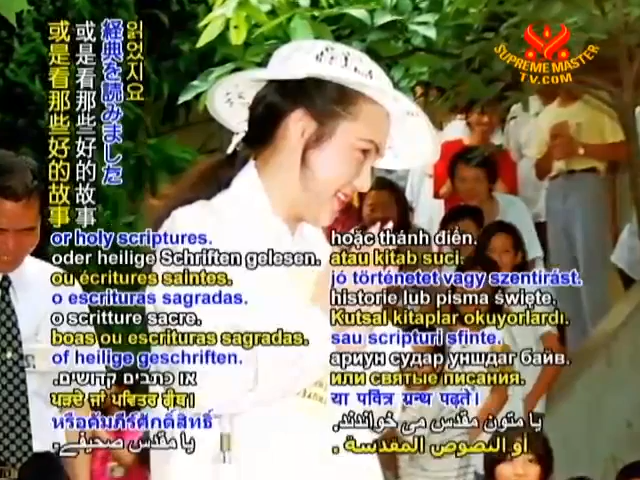 SUPREME MASTER
TV.COM
읽었지요
経典を読みました
或是看那些好的故事
或是看那些好的故事
or holy scriptures.
oder heilige Schriften gelesen.
ou écritures saintes.
o escrituras sagradas.
o scritture sacre.
boas ou escrituras sagradas.
of heilige geschriften.
או כתבים קדושים.
ਪੜਦੇ ਜਾਂ ਪਵਿਤਰ ਗ੍ਰੰਥ।
หรือคัมภีร์ศักดิ์สิทธิ์
یا مقدس صحیفے.
hoặc thánh điển.
atau kitab suci.
jó történetet vagy szentírást.
historie lub pisma święte.
Kutsal kitaplar okuyorlardı.
sau scripturi sfinte.
ариун судар уншдаг байв.
или святые писания.
या पवित्र ग्रन्थ पढ़ते।
یا متون مقدس می خواندند.
أو النصوص المقدسة .